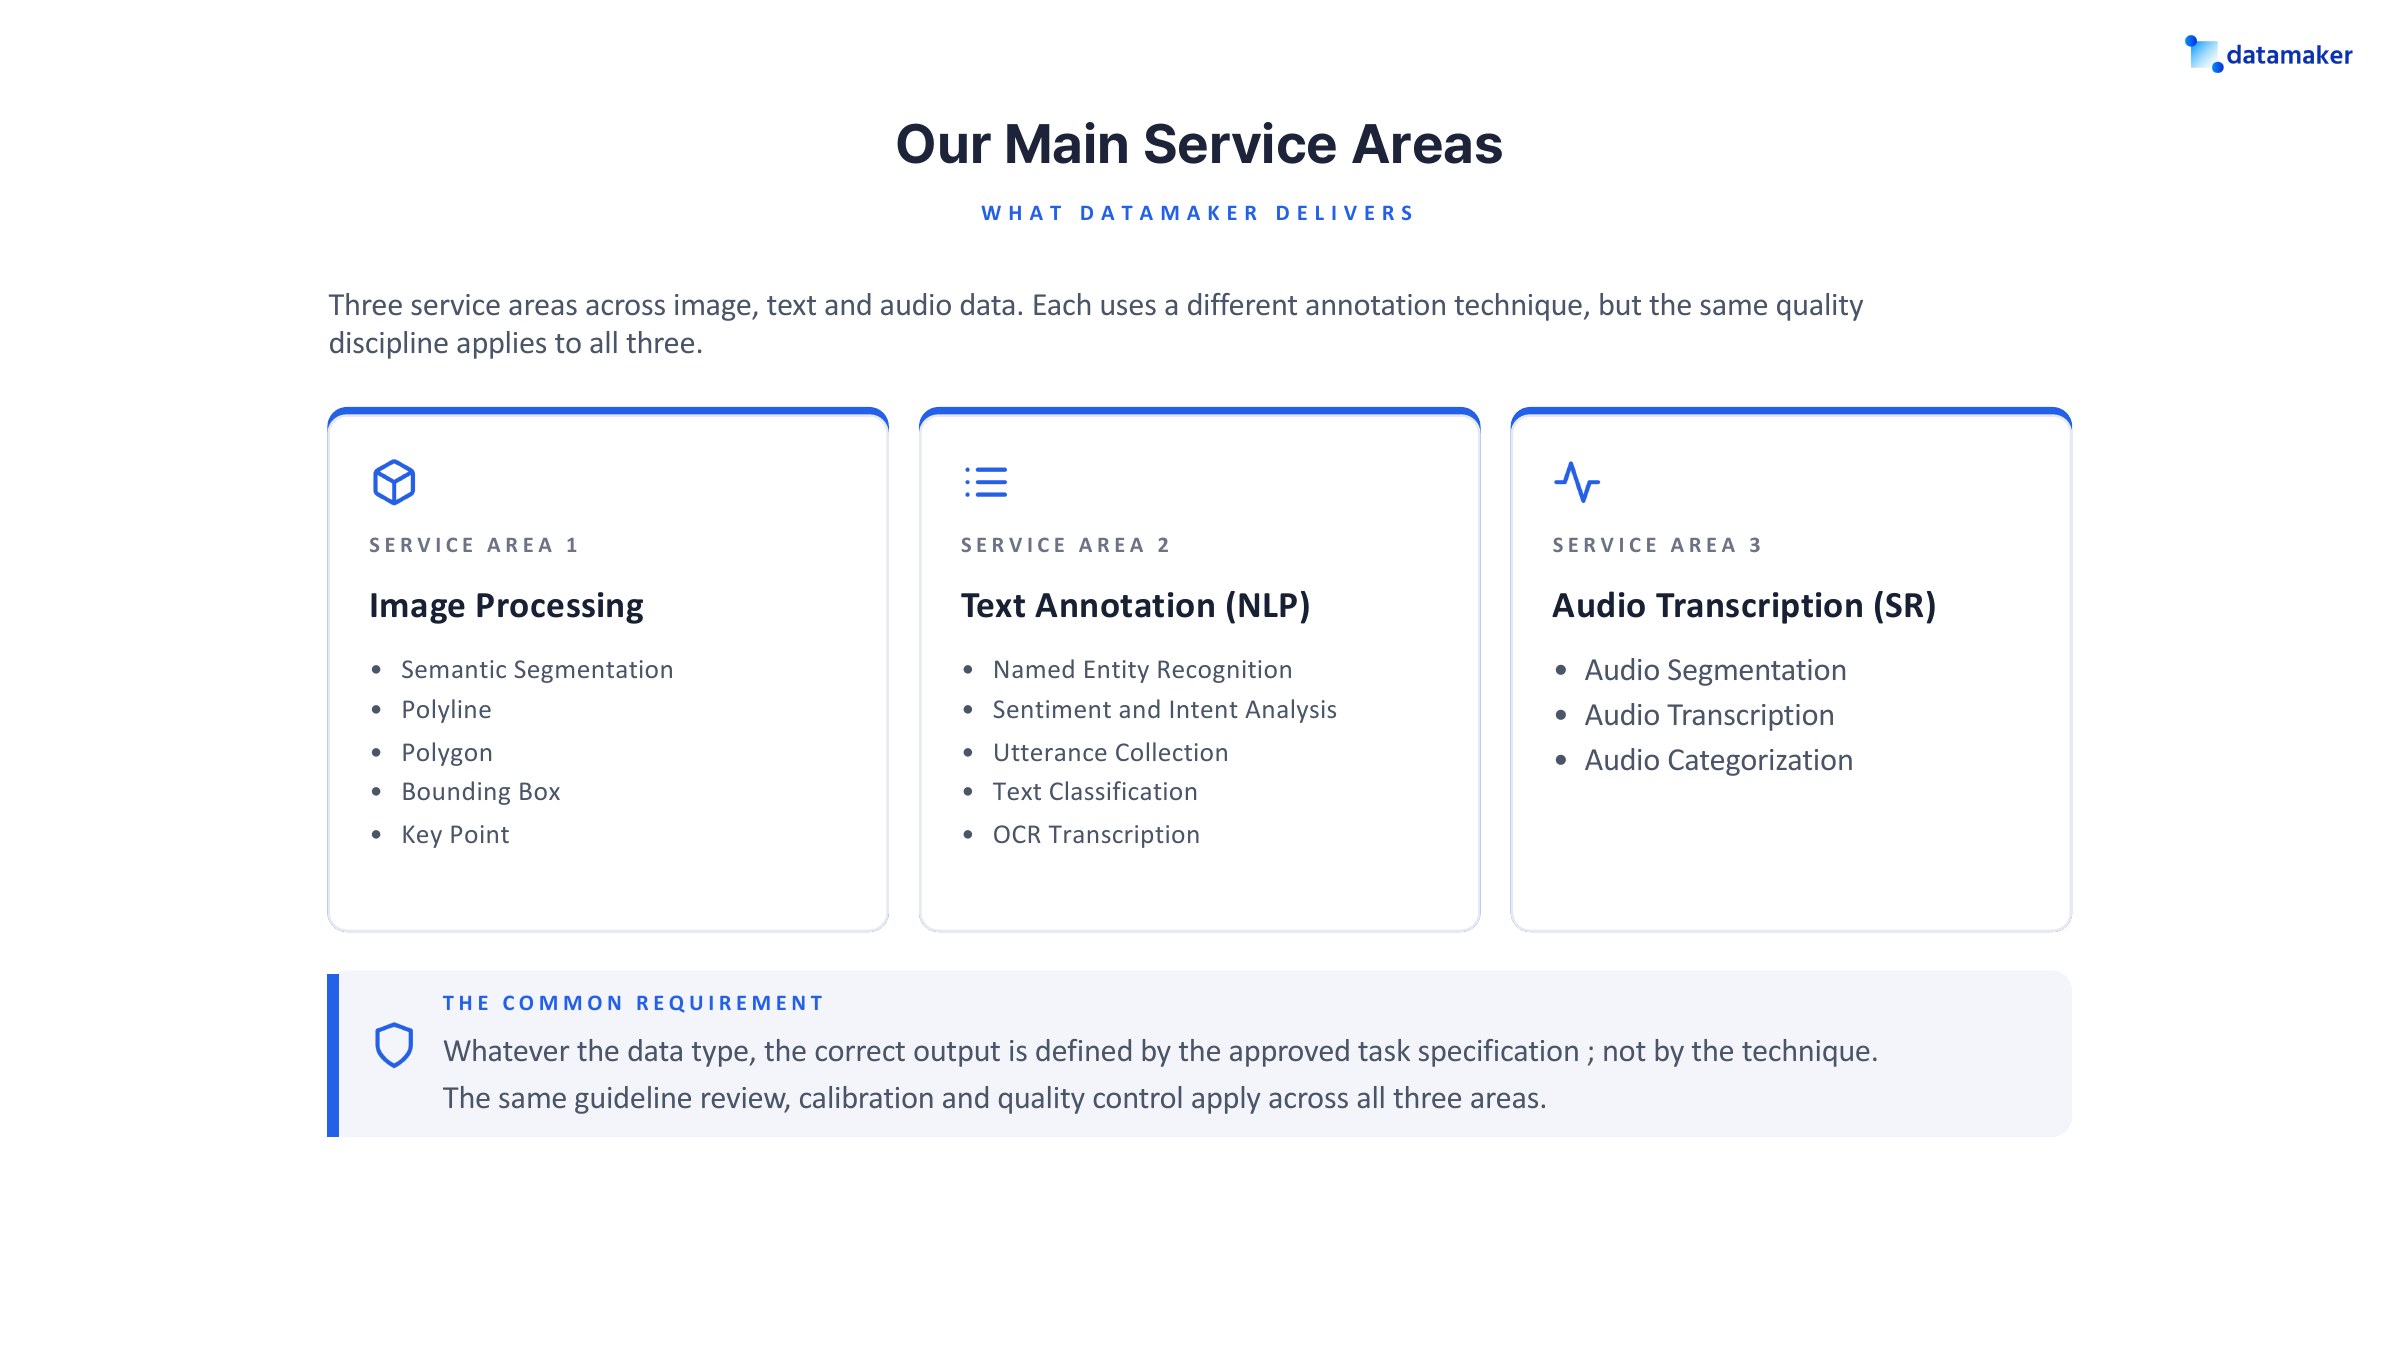 datamaker
Our Main Service Areas
WHAT DATAMAKER DELIVERS
Three service areas across image, text and audio data. Each uses a different annotation technique, but the same quality
discipline applies to all three.
SERVICE AREA 1
Image Processing
• Semantic Segmentation
• Polyline
• Polygon
• Bounding Box
• Key Point
SERVICE AREA 2
Text Annotation (NLP)
• Named Entity Recognition
• Sentiment and Intent Analysis
• Utterance Collection
• Text Classification
• OCR Transcription
SERVICE AREA 3
Audio Transcription (SR)
• Audio Segmentation
• Audio Transcription
• Audio Categorization
THE COMMON REQUIREMENT
Whatever the data type, the correct output is defined by the approved task specification ; not by the technique.
The same guideline review, calibration and quality control apply across all three areas.